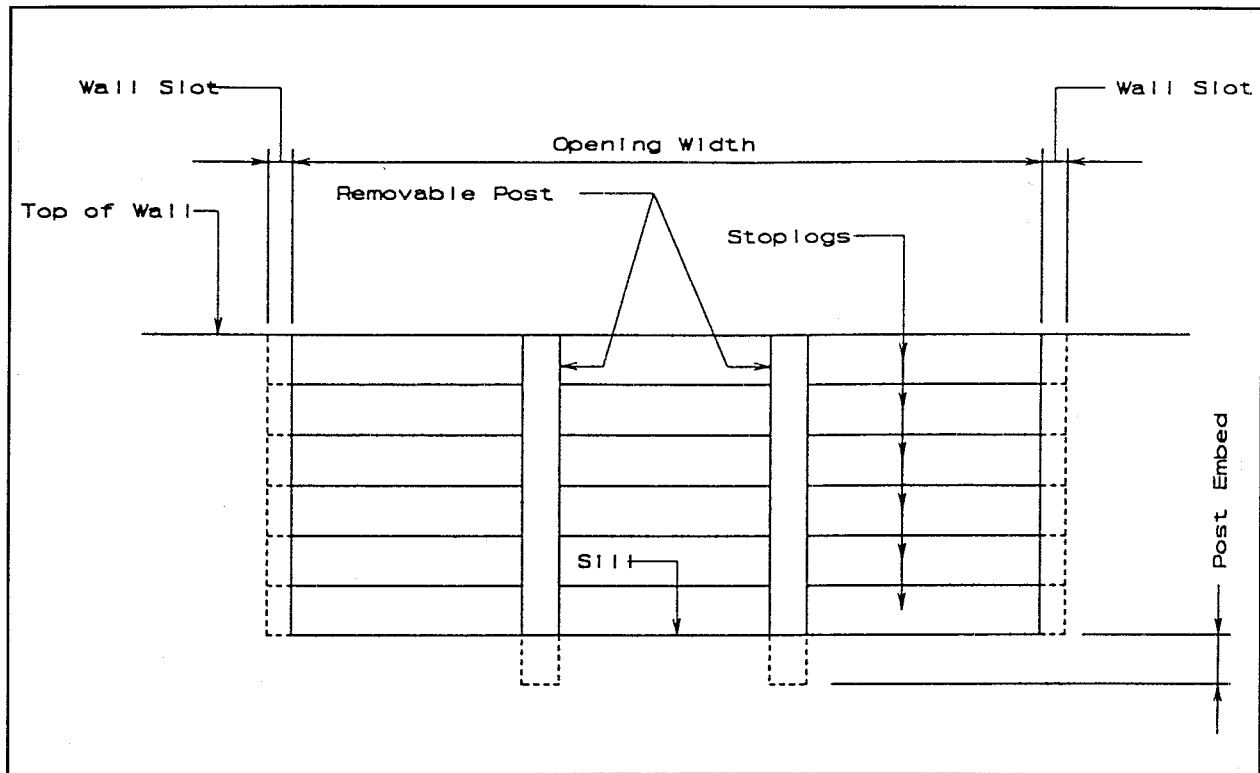 Wall Slot
Wall Slot
Opening Width
Removable Post
Top of Wall
Stoplogs
Sill
Post Embed